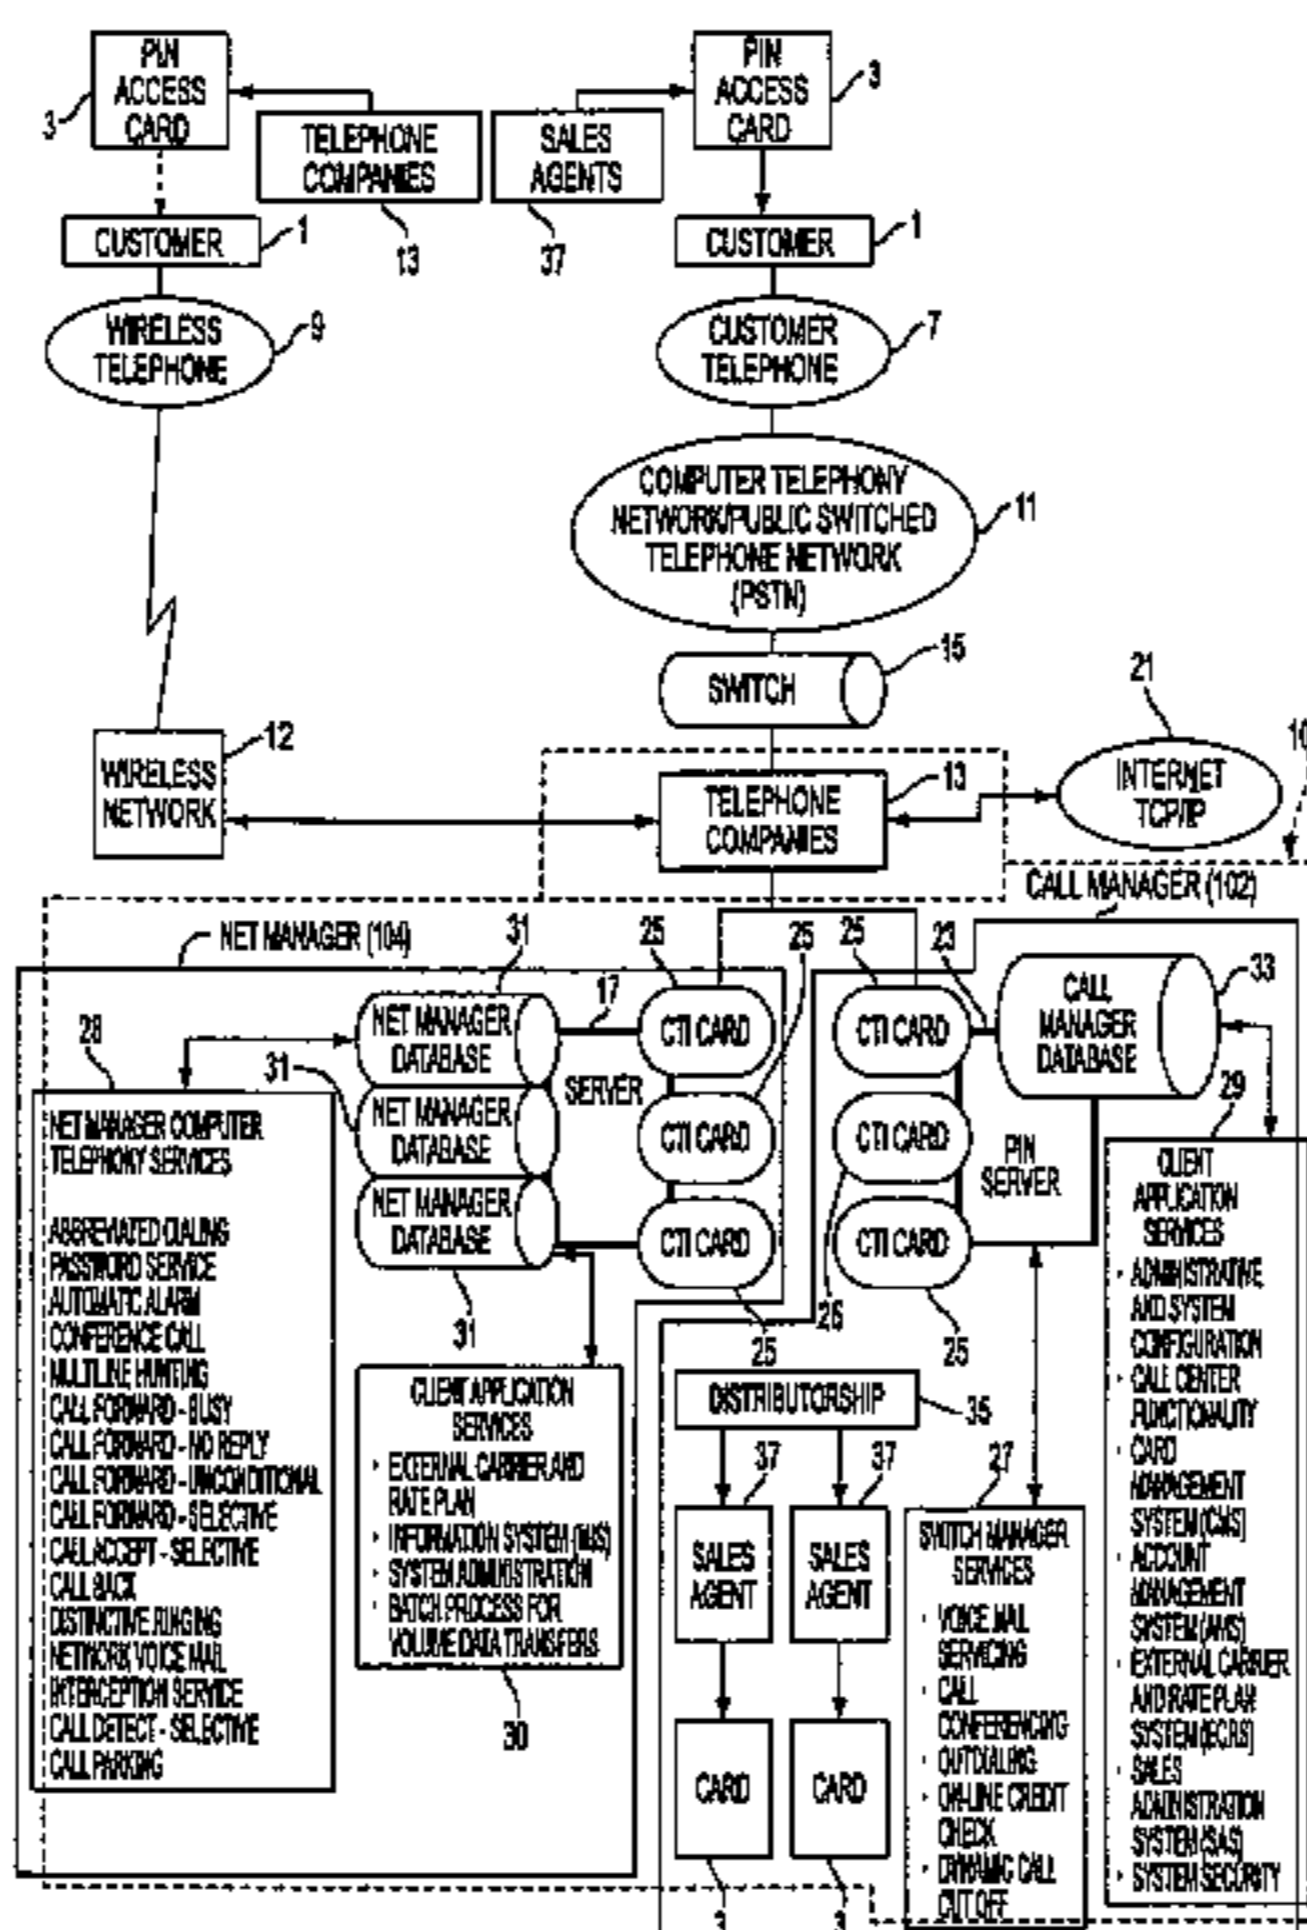 PIN
ACCESS
CARD
3
TELEPHONE
COMPANIES
13
SALES
AGENTS
37
PIN
ACCESS
CARD
3
CUSTOMER
1
CUSTOMER
1
WIRELESS
TELEPHONE
9
CUSTOMER
TELEPHONE
7
COMPUTER TELEPHONY
NETWORK/PUBLIC SWITCHED
TELEPHONE NETWORK
(PSTN)
11
SWITCH
15
WIRELESS
NETWORK
12
TELEPHONE
COMPANIES
13
INTERNET
TCP/IP
21
10
CALL MANAGER (102)
NET MANAGER (104)
31
25
25
25
23
17
33
NET MANAGER
DATABASE
31
NET MANAGER
DATABASE
NET MANAGER
DATABASE
31
SERVER
CTI CARD
CTI CARD
CTI CARD
25
CTI CARD
CTI CARD
CTI CARD
26
25
PIN
SERVER
CALL
MANAGER
DATABASE
28
NET MANAGER COMPUTER
TELEPHONY SERVICES
ABBREVIATED DIALING
PASSWORD SERVICE
AUTOMATIC ALARM
CONFERENCE CALL
MULTILINE HUNTING
CALL FORWARD - BUSY
CALL FORWARD - NO REPLY
CALL FORWARD - UNCONDITIONAL
CALL FORWARD - SELECTIVE
CALL ACCEPT - SELECTIVE
CALL BACK
DISTINCTIVE RINGING
NETWORK VOICE MAIL
INTERCEPTION SERVICE
CALL DETECT - SELECTIVE
CALL PARKING
CLIENT APPLICATION
SERVICES
· EXTERNAL CARRIER AND
RATE PLAN
· INFORMATION SYSTEM
· SYSTEM ADMINISTRATION
· BATCH PROCESS FOR
VOLUME DATA TRANSFERS
30
DISTRIBUTORSHIP
35
37
37
SALES
AGENT
SALES
AGENT
CARD
CARD
3
3
27
SWITCH MANAGER
SERVICES
· VOICE MAIL
SERVICING
· CALL
CONFERENCING
· OUTDIALING
· ON-LINE CREDIT
CHECK
· DYNAMIC CALL
CUT OFF
29
CLIENT
APPLICATION
SERVICES
· ADMINISTRATIVE
AND SYSTEM
CONFIGURATION
· CALL CENTER
FUNCTIONALITY
· CARD
MANAGEMENT
SYSTEM (CMS)
· ACCOUNT
MANAGEMENT
SYSTEM (AMS)
· EXTERNAL CARRIER
AND RATE PLAN
SYSTEM (ECRS)
· SALES
ADMINISTRATION
SYSTEM (SAS)
· SYSTEM SECURITY